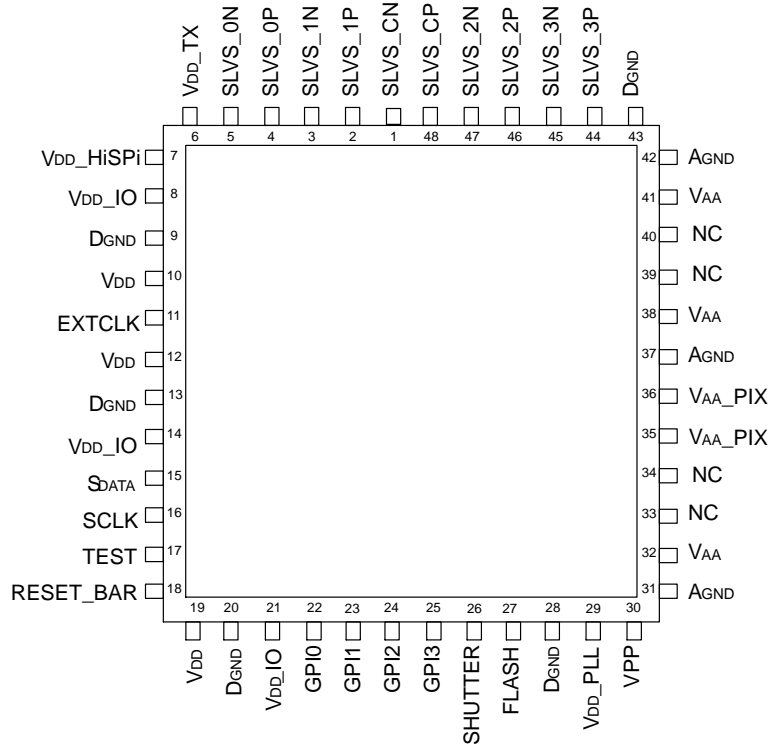 VDD_TX
SLVS_0N
SLVS_0P
SLVS_1N
SLVS_1P
SLVS_CN
SLVS_CP
SLVS_2N
SLVS_2P
SLVS_3N
SLVS_3P
DGND
6 5 4 3 2 1 48 47 46 45 44 43
VDD_HiSPi 7
VDD_IO 8
DGND 9
VDD 10
EXTCLK 11
VDD 12
DGND 13
VDD_IO 14
SDATA 15
SCLK 16
TEST 17
RESET_BAR 18
42 AGND
41 VAA
40 NC
39 NC
38 VAA
37 AGND
36 VAA_PIX
35 VAA_PIX
34 NC
33 NC
32 VAA
31 AGND
19 20 21 22 23 24 25 26 27 28 29 30
VDD
DGND
VDD_IO
GPI0
GPI1
GPI2
GPI3
SHUTTER
FLASH
DGND
VDD_PLL
VPP